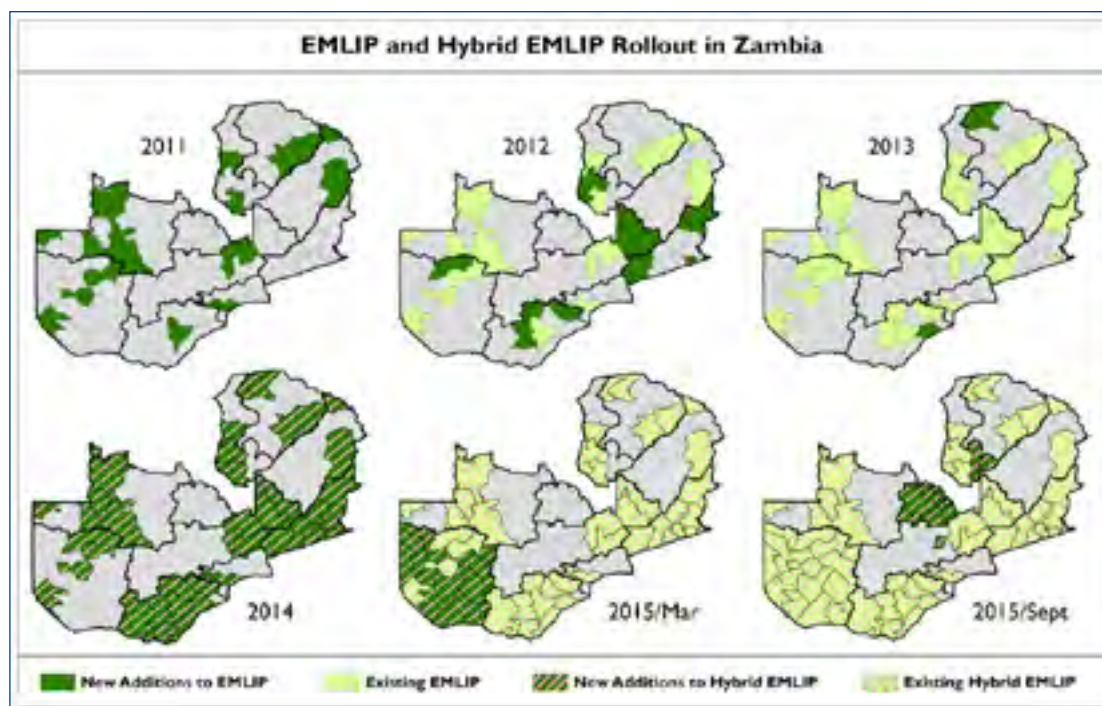 EMLIP and Hybrid EMLIP Rollout in Zambia
2011
2012
2013
2014
2015/Mar
2015/Sept
New Additions to EMLIP
Existing EMLIP
New Additions to Hybrid EMLIP
Existing Hybrid EMLIP